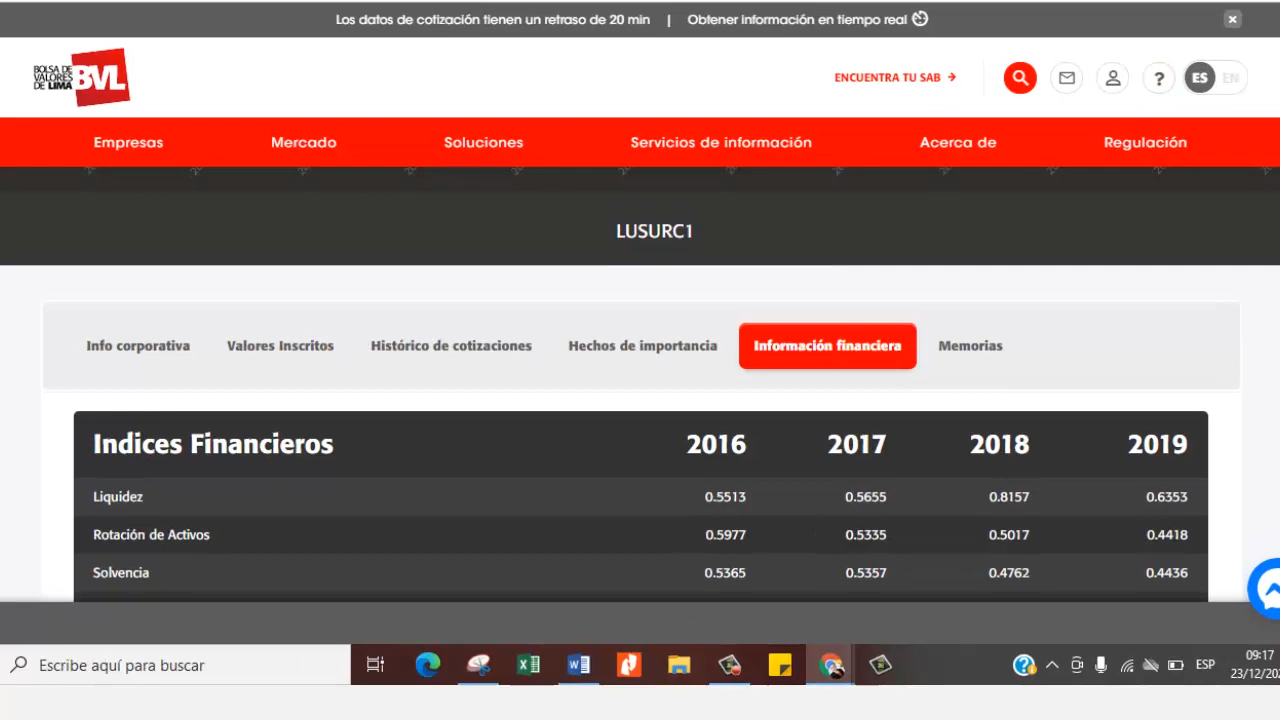 Los datos de cotización tienen un retraso de 20 min | Obtener información en tiempo real
BOLSA DE VALORES DE LIMA BVL
ENCUENTRA TU SAB
?
ES EN
Empresas Mercado Soluciones Servicios de información Acerca de Regulación
LUSURC1
Info corporativa Valores Inscritos Histórico de cotizaciones Hechos de importancia Información financiera Memorias
Indices Financieros 2016 2017 2018 2019
Liquidez 0.5513 0.5655 0.8157 0.6353
Rotación de Activos 0.5977 0.5335 0.5017 0.4418
Solvencia 0.5365 0.5357 0.4762 0.4436
Escribe aquí para buscar
ESP
09:17
23/12/20